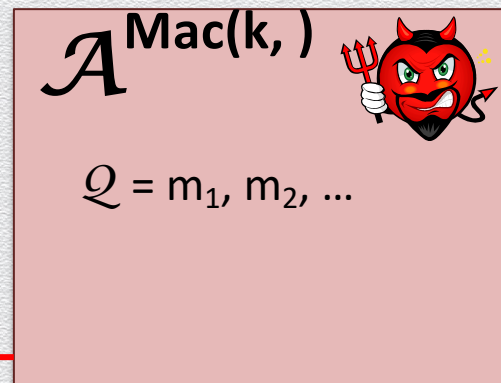 𝒜 Mac(k, )
𝒬 = m₁, m₂, ...